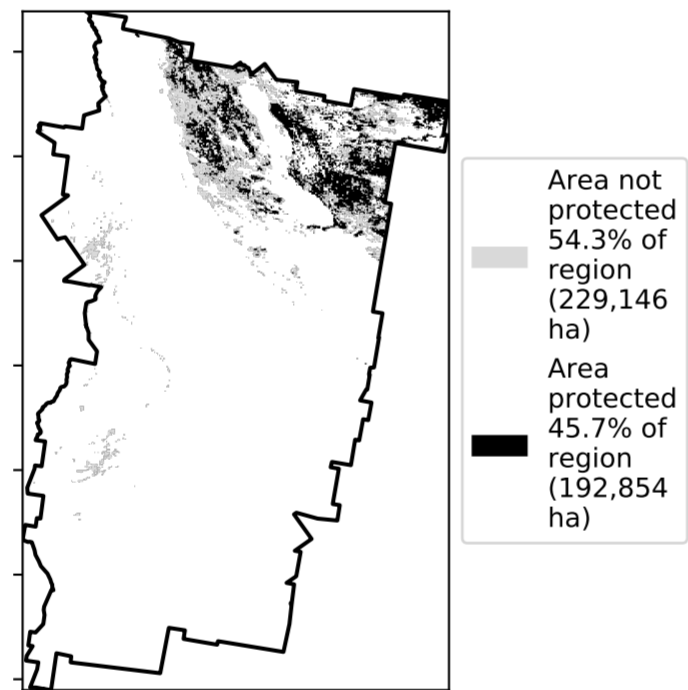 Area not
protected
54.3% of
region
(229,146
ha)
Area
protected
45.7% of
region
(192,854
ha)